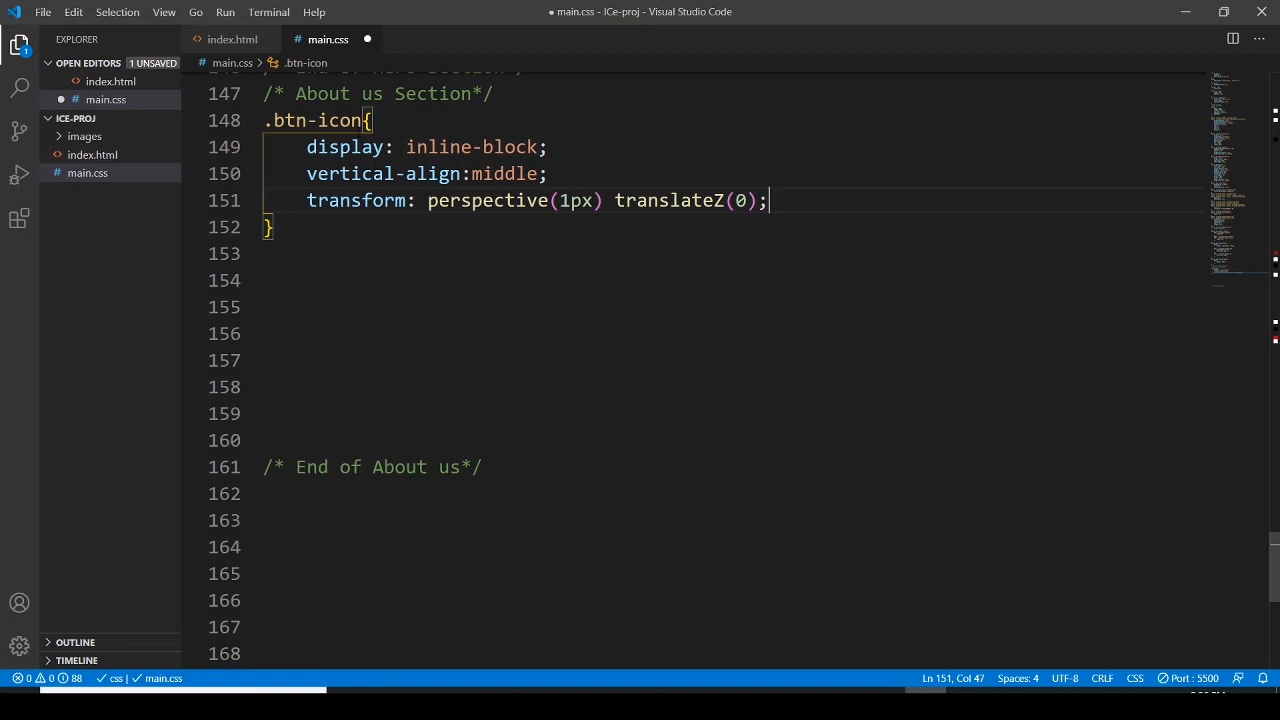 File Edit Selection View Go Run Terminal Help
● main.css - ICe-proj - Visual Studio Code
EXPLORER
index.html
main.css
OPEN EDITORS 1 UNSAVED
main.css > .btn-icon
index.html
main.css
ICE-PROJ
images
index.html
main.css
147 /* About us Section*/
148 .btn-icon{
149 display: inline-block;
150 vertical-align:middle;
151 transform: perspective(1px) translateZ(0);
152 }
153
154
155
156
157
158
159
160
161 /* End of About us*/
162
163
164
165
166
167
168
1
OUTLINE
TIMELINE
0 0 88 css | main.css
Ln 151, Col 47 Spaces: 4 UTF-8 CRLF CSS Port : 5500